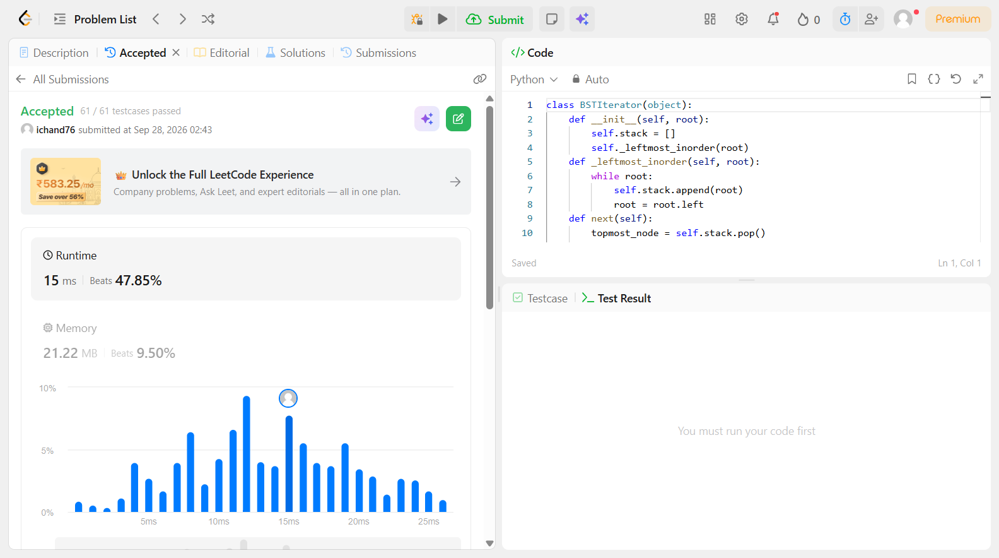 Problem List
Submit
0
Premium
Description
Accepted
Editorial
Solutions
Submissions
All Submissions
Accepted 61 / 61 testcases passed
ichand76 submitted at Sep 28, 2026 02:43
₹583.25/mo
Save over 56%
Unlock the Full LeetCode Experience
Company problems, Ask Leet, and expert editorials — all in one plan.
Runtime
15 ms Beats 47.85%
Memory
21.22 MB Beats 9.50%
10%
5%
0%
5ms 10ms 15ms 20ms 25ms
</> Code
Python Auto
1 class BSTIterator(object):
2 def __init__(self, root):
3 self.stack = []
4 self._leftmost_inorder(root)
5 def _leftmost_inorder(self, root):
6 while root:
7 self.stack.append(root)
8 root = root.left
9 def next(self):
10 topmost_node = self.stack.pop()
Saved
Ln 1, Col 1
Testcase
Test Result
You must run your code first